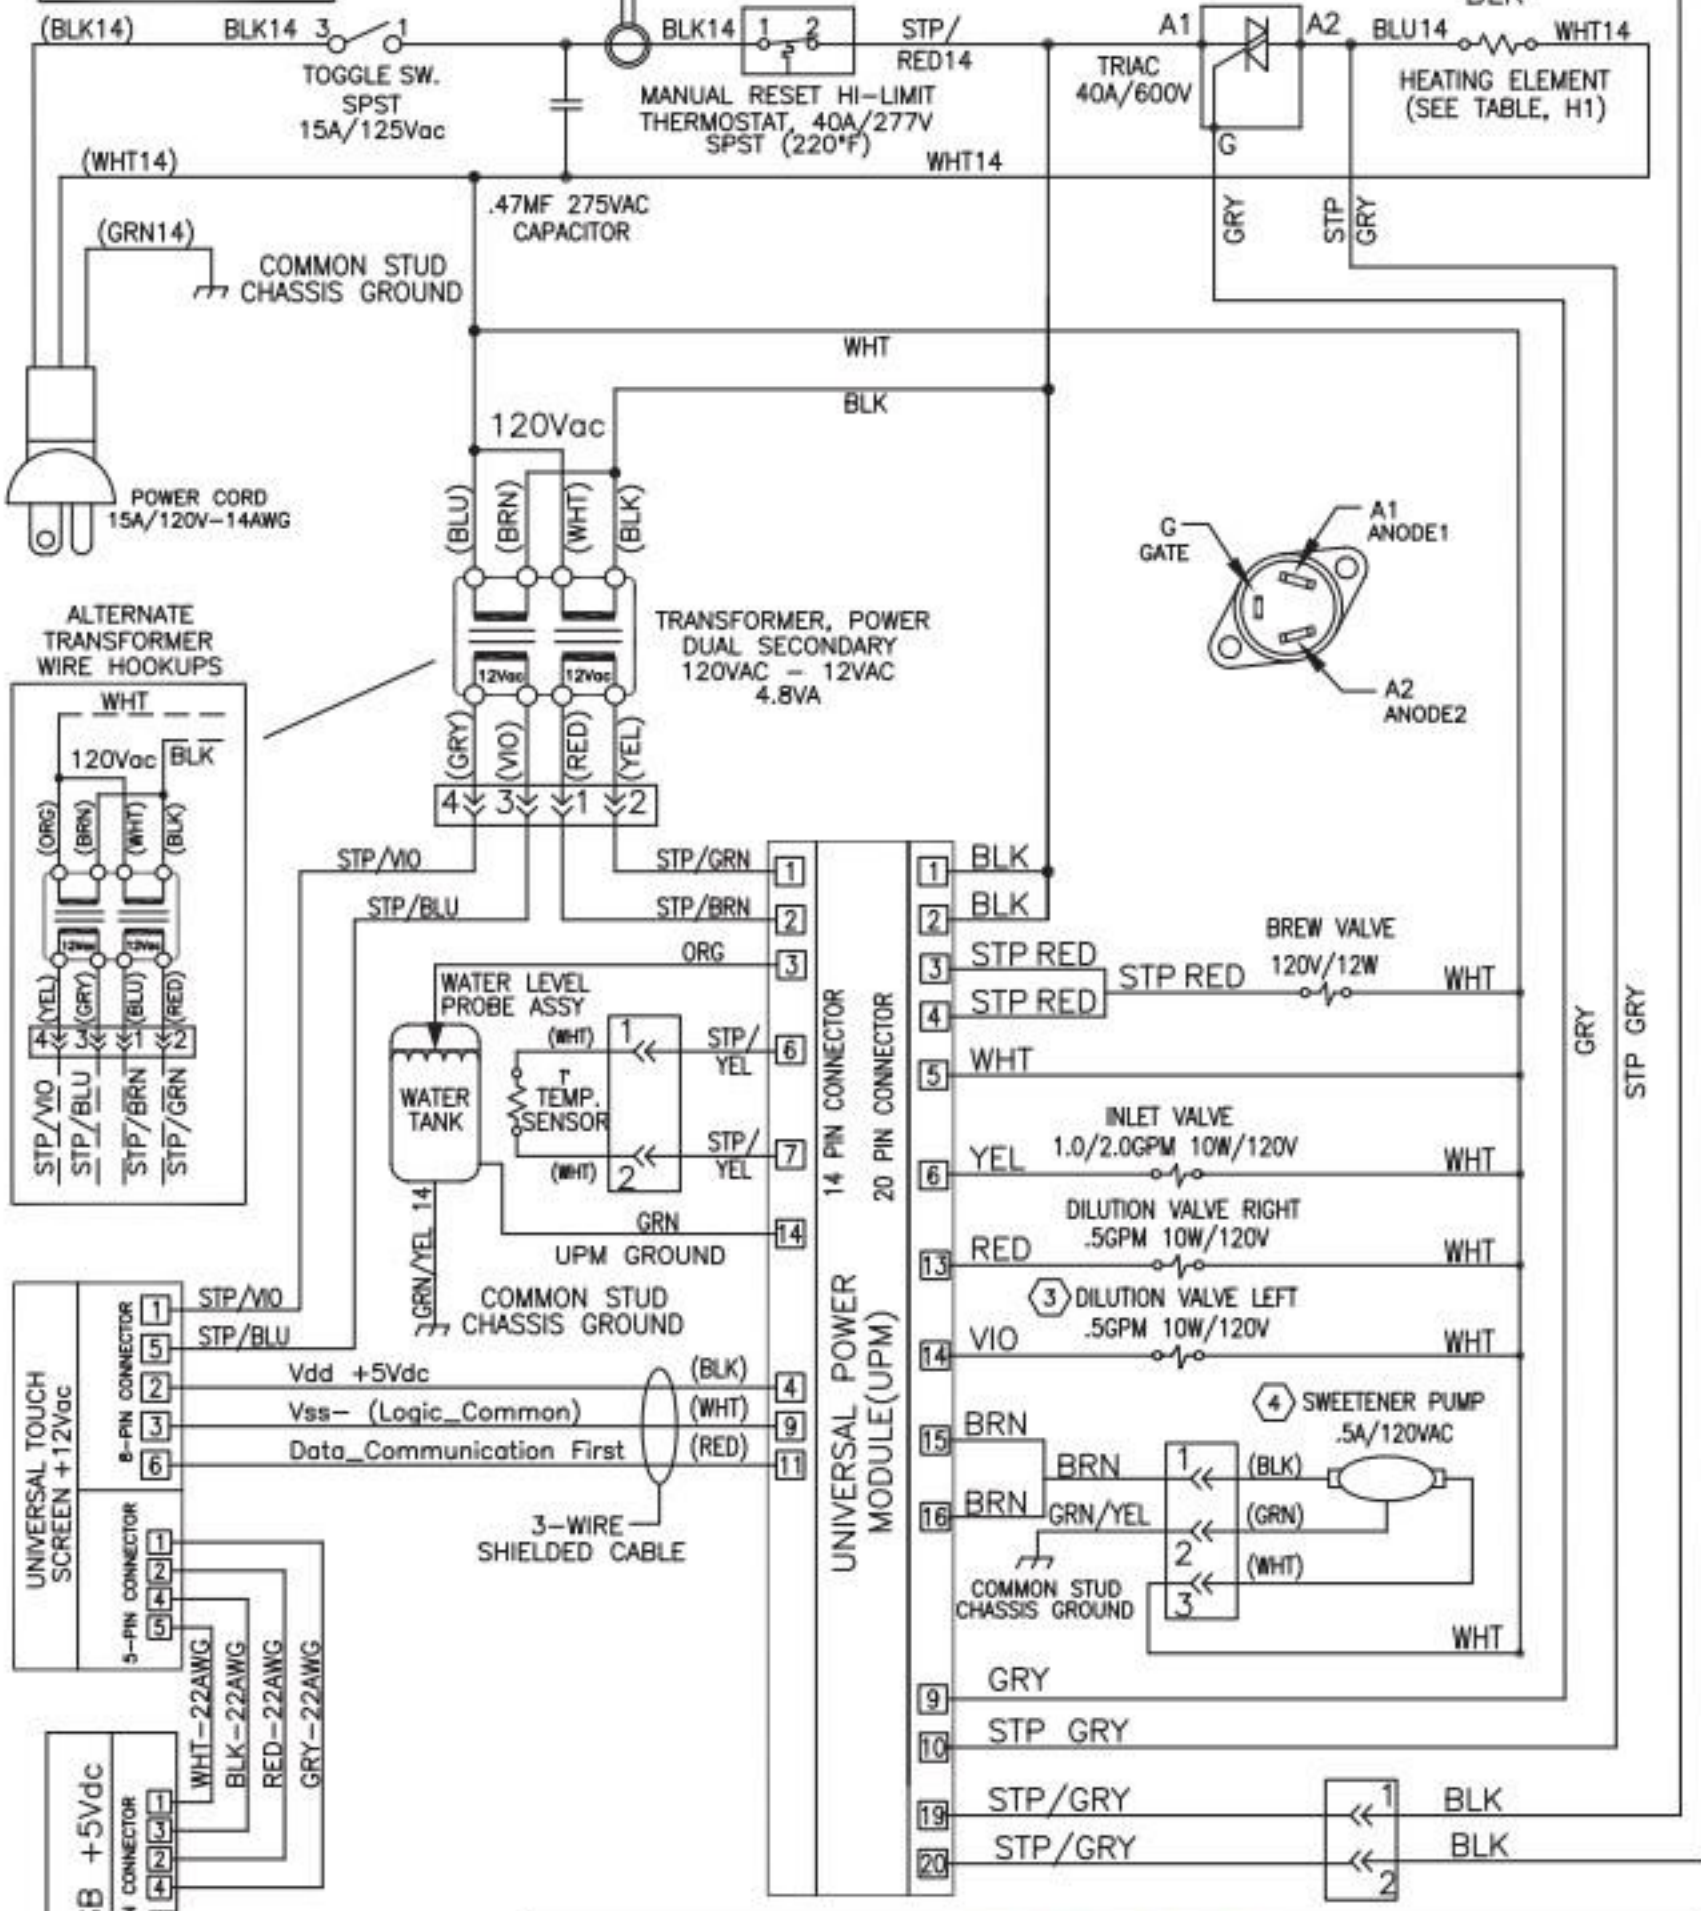 (BLK14)
BLK14 3 1
TOGGLE SW.
SPST
15A/125Vac
BLK14 1 2
STP/
RED14
MANUAL RESET HI-LIMIT
THERMOSTAT, 40A/277V
SPST (220°F)
A1
A2
TRIAC
40A/600V
G
BLU14
WHT14
HEATING ELEMENT
(SEE TABLE, H1)
(WHT14)
WHT14
.47MF 275VAC
CAPACITOR
(GRN14)
COMMON STUD
CHASSIS GROUND
GRY
STP
GRY
WHT
BLK
120Vac
POWER CORD
15A/120V-14AWG
(BLU)
(BRN)
(WHT)
(BLK)
12Vac
12Vac
TRANSFORMER, POWER
DUAL SECONDARY
120VAC - 12VAC
4.8VA
(GRY)
(VIO)
(RED)
(YEL)
4 3 1 2
G
GATE
A1
ANODE1
A2
ANODE2
ALTERNATE
TRANSFORMER
WIRE HOOKUPS
WHT
120Vac
BLK
(ORG)
(BRN)
(WHT)
(BLK)
12Vac
12Vac
(YEL)
(GRY)
(BLU)
(RED)
4 3 1 2
STP/VIO
STP/BLU
STP/BRN
STP/GRN
STP/VIO
STP/BLU
STP/GRN
1
STP/BRN
2
ORG
3
WATER LEVEL
PROBE ASSY
WATER
TANK
(WHT)
1
STP/
YEL
6
T°
TEMP.
SENSOR
(WHT)
2
STP/
YEL
7
GRN
14
UPM GROUND
GRN/YEL 14
COMMON STUD
CHASSIS GROUND
14 PIN CONNECTOR
20 PIN CONNECTOR
UNIVERSAL POWER
MODULE(UPM)
1 BLK
2 BLK
3 STP RED
4 STP RED
STP RED
BREW VALVE
120V/12W
WHT
5 WHT
INLET VALVE
1.0/2.0GPM 10W/120V
6 YEL
WHT
DILUTION VALVE RIGHT
.5GPM 10W/120V
13 RED
WHT
3 DILUTION VALVE LEFT
.5GPM 10W/120V
14 VIO
WHT
4 SWEETENER PUMP
.5A/120VAC
15 BRN
BRN
16 BRN
GRN/YEL
1
2
3
(BLK)
(GRN)
(WHT)
COMMON STUD
CHASSIS GROUND
WHT
GRY
STP GRY
9 GRY
10 STP GRY
19 STP/GRY 1 BLK
20 STP/GRY 2 BLK
UNIVERSAL TOUCH
SCREEN +12Vac
8-PIN CONNECTOR
1 STP/VIO
5 STP/BLU
2 Vdd +5Vdc (BLK) 4
3 Vss- (Logic_Common) (WHT) 9
6 Data_Communication First (RED) 11
3-WIRE
SHIELDED CABLE
5-PIN CONNECTOR
1
2
4
5
WHT-22AWG
BLK-22AWG
RED-22AWG
GRY-22AWG
+5Vdc
CONNECTOR
1
3
2
4